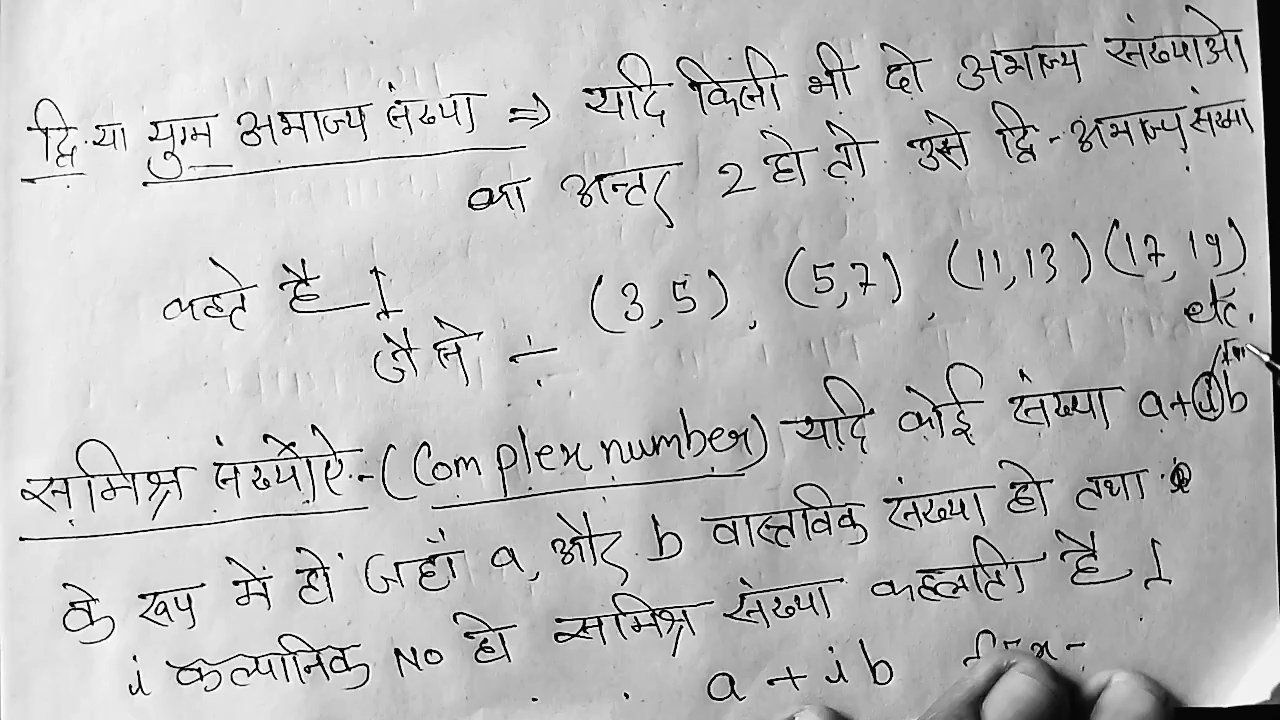 द्वि या युग्म अभाज्य संख्या ⇒ यदि किसी भी दो अभाज्य संख्याओ
का अन्तर 2 हो तो उसे द्वि-अभाज्य संख्या
कहते है।
जैसे ÷ (3,5), (5,7), (11,13) (17,19)
etc.
समिश्र संख्याऐं-(Complex number) यदि कोई संख्या a+ib
के रूप में हों जहाँ a, और b वास्तविक संख्या हो तथा
i कल्पानिक No हो समिश्र संख्या कहलाती है।
a + ib